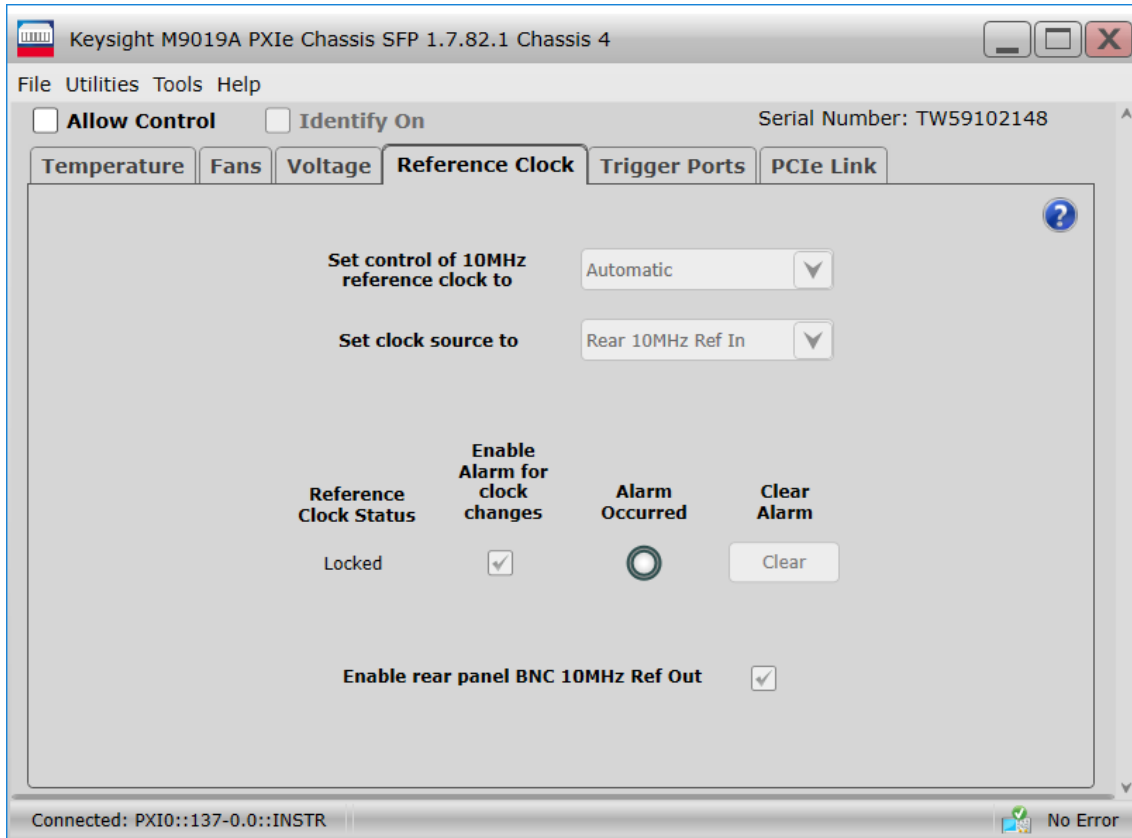 Keysight M9019A PXIe Chassis SFP 1.7.82.1 Chassis 4
File Utilities Tools Help
Allow Control Identify On Serial Number: TW59102148
Temperature Fans Voltage Reference Clock Trigger Ports PCIe Link
?
Set control of 10MHz
reference clock to
Automatic
Set clock source to Rear 10MHz Ref In
Reference
Clock Status
Enable
Alarm for
clock
changes
Alarm
Occurred
Clear
Alarm
Locked Clear
Enable rear panel BNC 10MHz Ref Out
Connected: PXI0::137-0.0::INSTR No Error